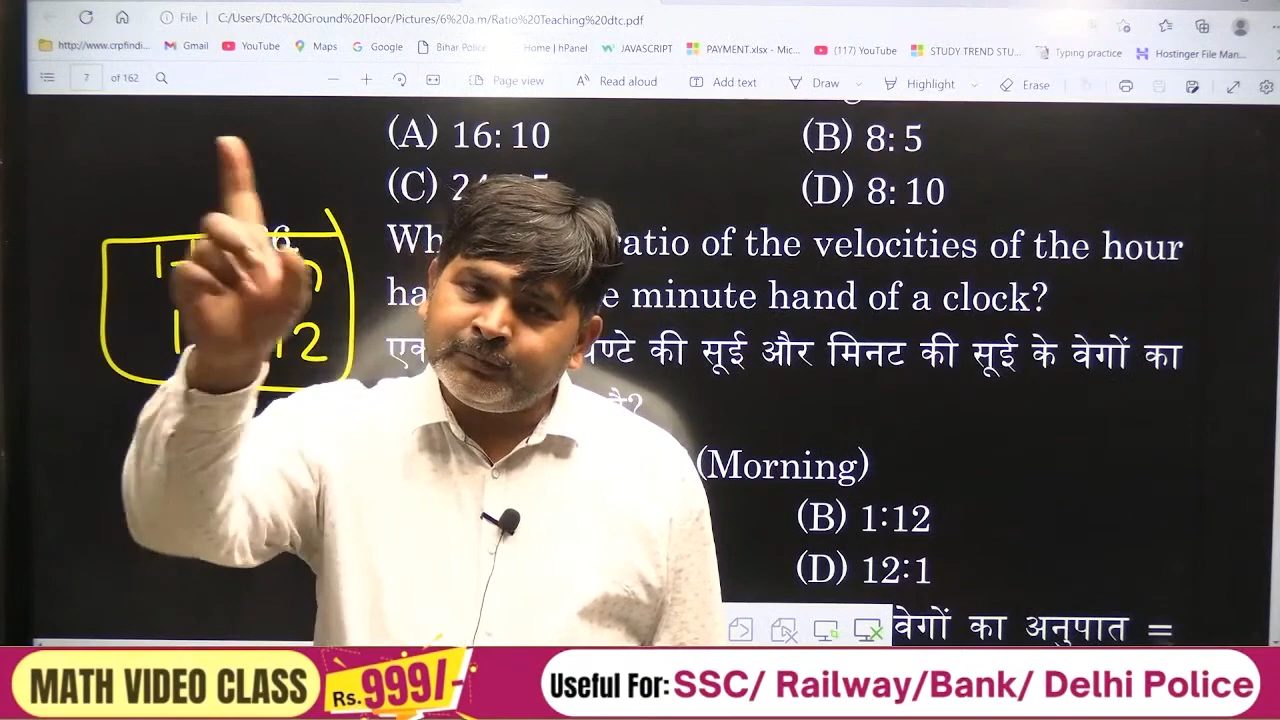 File C:/Users/Dtc%20Ground%20Floor/Pictures/6%20a.m/Ratio%20Teaching%20dtc.pdf
http://www.crpfindi... Gmail YouTube Maps Google Bihar Police Home | hPanel JAVASCRIPT PAYMENT.xlsx - Mic... (117) YouTube STUDY TREND STU... Typing practice Hostinger File Man...
7 of 162 Page view Read aloud Add text Draw Highlight Erase
(A) 16:10 (B) 8:5
(C) (D) 8:10
6. ratio of the velocities of the hour
minute hand of a clock?
की सूई और मिनट की सूई के वेगों का
है?
(Morning)
(B) 1:12
(D) 12:1
12
वेगों का अनुपात =
MATH VIDEO CLASS Rs.999/- Useful For: SSC/ Railway/Bank/ Delhi Police